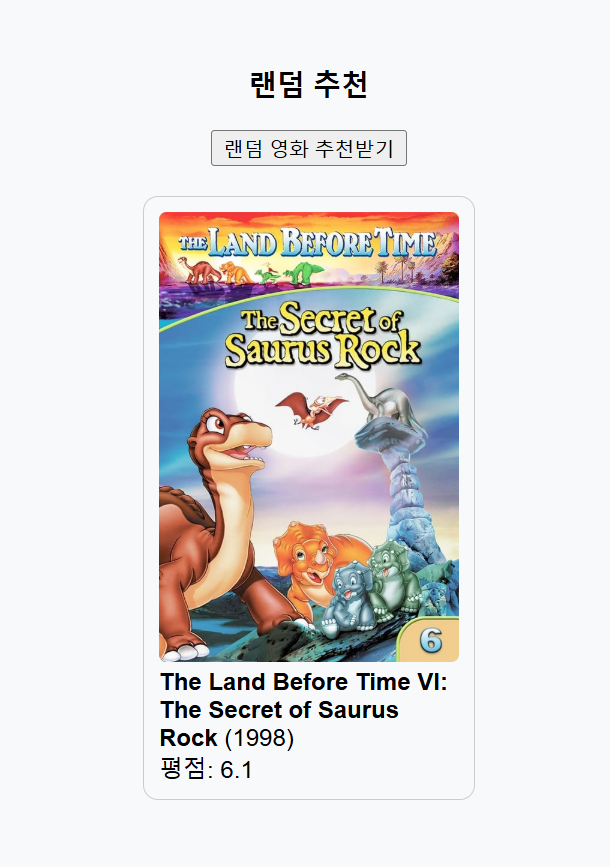 랜덤 추천
랜덤 영화 추천받기
THE LAND BEFORE TIME
The Secret of
Saurus Rock
6
The Land Before Time VI:
The Secret of Saurus
Rock (1998)
평점: 6.1